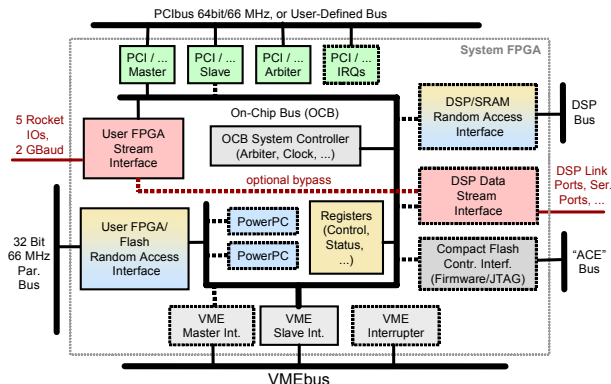 PCIbus 64bit/66 MHz, or User-Defined Bus
System FPGA
PCI / ...
Master
PCI / ...
Slave
PCI / ...
Arbiter
PCI / ...
IRQs
On-Chip Bus (OCB)
DSP/SRAM
Random Access
Interface
DSP
Bus
5 Rocket
IOs,
2 GBaud
User FPGA
Stream
Interface
OCB System Controller
(Arbiter, Clock, ...)
optional bypass
DSP Data
Stream
Interface
DSP Link
Ports, Ser.
Ports, ...
32 Bit
66 MHz
Par.
Bus
User FPGA/
Flash
Random Access
Interface
PowerPC
PowerPC
Registers
(Control,
Status,
...)
Compact Flash
Contr. Interf.
(Firmware/JTAG)
“ACE”
Bus
VME
Master Int.
VME
Slave Int.
VME
Interrupter
VMEbus